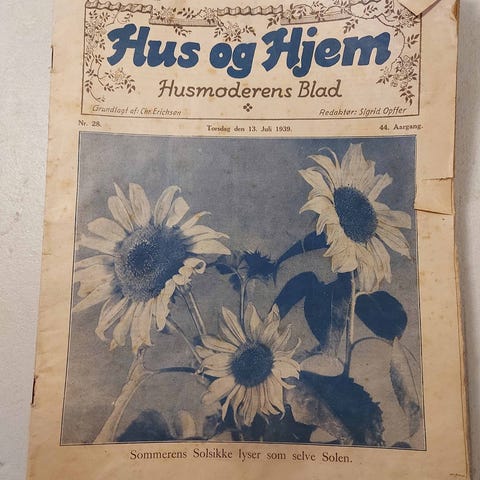 Hus og Hjem
Husmoderens Blad
Grundlagt af: Chr. Erichsen
Redaktør: Sigrid Opffer
Nr. 28.
Torsdag den 13. Juli 1939.
44. Aargang.
Sommerens Solsikke lyser som selve Solen.